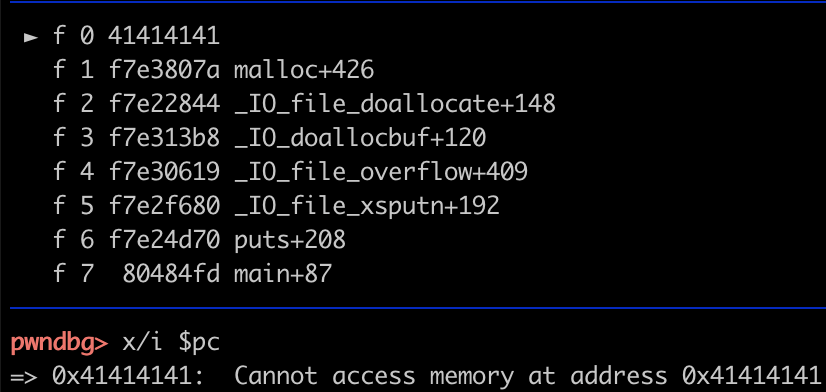 ► f 0 41414141
f 1 f7e3807a malloc+426
f 2 f7e22844 _IO_file_doallocate+148
f 3 f7e313b8 _IO_doallocbuf+120
f 4 f7e30619 _IO_file_overflow+409
f 5 f7e2f680 _IO_file_xsputn+192
f 6 f7e24d70 puts+208
f 7  80484fd main+87
pwndbg> x/i $pc
=> 0x41414141:  Cannot access memory at address 0x41414141